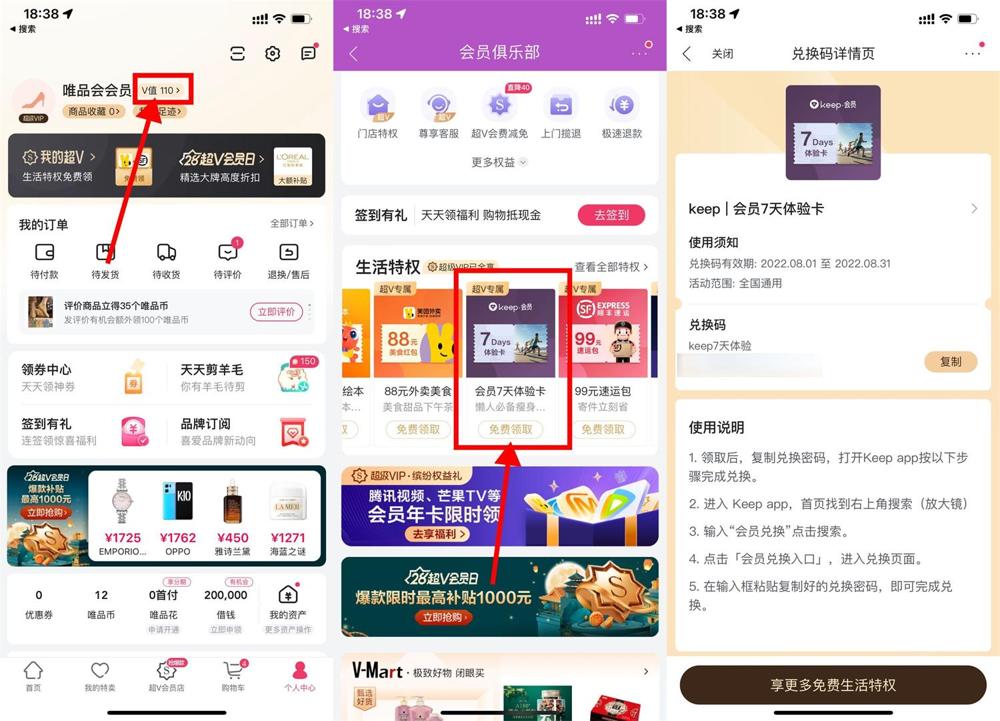 18:38
搜索
唯品会会员
V值 110
商品收藏 0
足迹
超级VIP
我的超V
生活特权免费领
超V会员日
精选大牌高度折扣
L'ORÉAL
大额补贴
我的订单
全部订单
待付款
待发货
待收货
1
待评价
退换/售后
评价商品立得35个唯品币
发评价有机会额外领100个唯品币
立即评价
领券中心
天天领神券
券
天天剪羊毛
你有羊毛待剪
150
签到有礼
连签领惊喜福利
品牌订阅
喜爱品牌新动向
28超V会员日
爆款补贴
最高1000元
立即抢购
K10
LA MER
¥1725
EMPORIO...
¥1762
OPPO
¥450
雅诗兰黛
¥1271
海蓝之谜
0
优惠券
12
唯品币
享分期
0首付
唯品花
申请开通
有机会
200,000
借钱
立即申领
我的资产
更多资产操作
首页
我的特卖
超V会员店
4
购物车
个人中心
18:38
搜索
会员俱乐部
超V
门店特权
超V
尊享客服
直降40
超V会费减免
上门揽退
极速退款
更多权益
签到有礼
天天领福利 购物抵现金
去签到
生活特权
超级VIP已全享
查看全部特权
绘本
本...
超V专属
美团外卖
88元
美食红包
88元外卖美食
美食甜品下午茶
免费领取
超V专属
keep·会员
7 Days
体验卡
会员7天体验卡
懒人必备瘦身...
免费领取
超V专属
SF EXPRESS
顺丰速运
99元
速运包
99元速运包
寄件立刻省
免费领取
超级VIP·缤纷权益礼
腾讯视频、芒果TV等
会员年卡限时领
去享福利
28超V会员日
爆款限时最高补贴1000元
立即抢购
V-Mart·极致好物 闭眼买
甄选
好货
18:38
搜索
关闭
兑换码详情页
keep·会员
7 Days
体验卡
keep | 会员7天体验卡
使用须知
兑换码有效期: 2022.08.01 至 2022.08.31
活动范围: 全国通用
兑换码
keep7天体验
复制
使用说明
1. 领取后，复制兑换密码，打开Keep app按以下步
骤完成兑换。
2. 进入 Keep app，首页找到右上角搜索（放大镜）
3. 输入“会员兑换”点击搜索。
4. 点击「会员兑换入口」，进入兑换页面。
5. 在输入框粘贴复制好的兑换密码，即可完成兑
换。
享更多免费生活特权